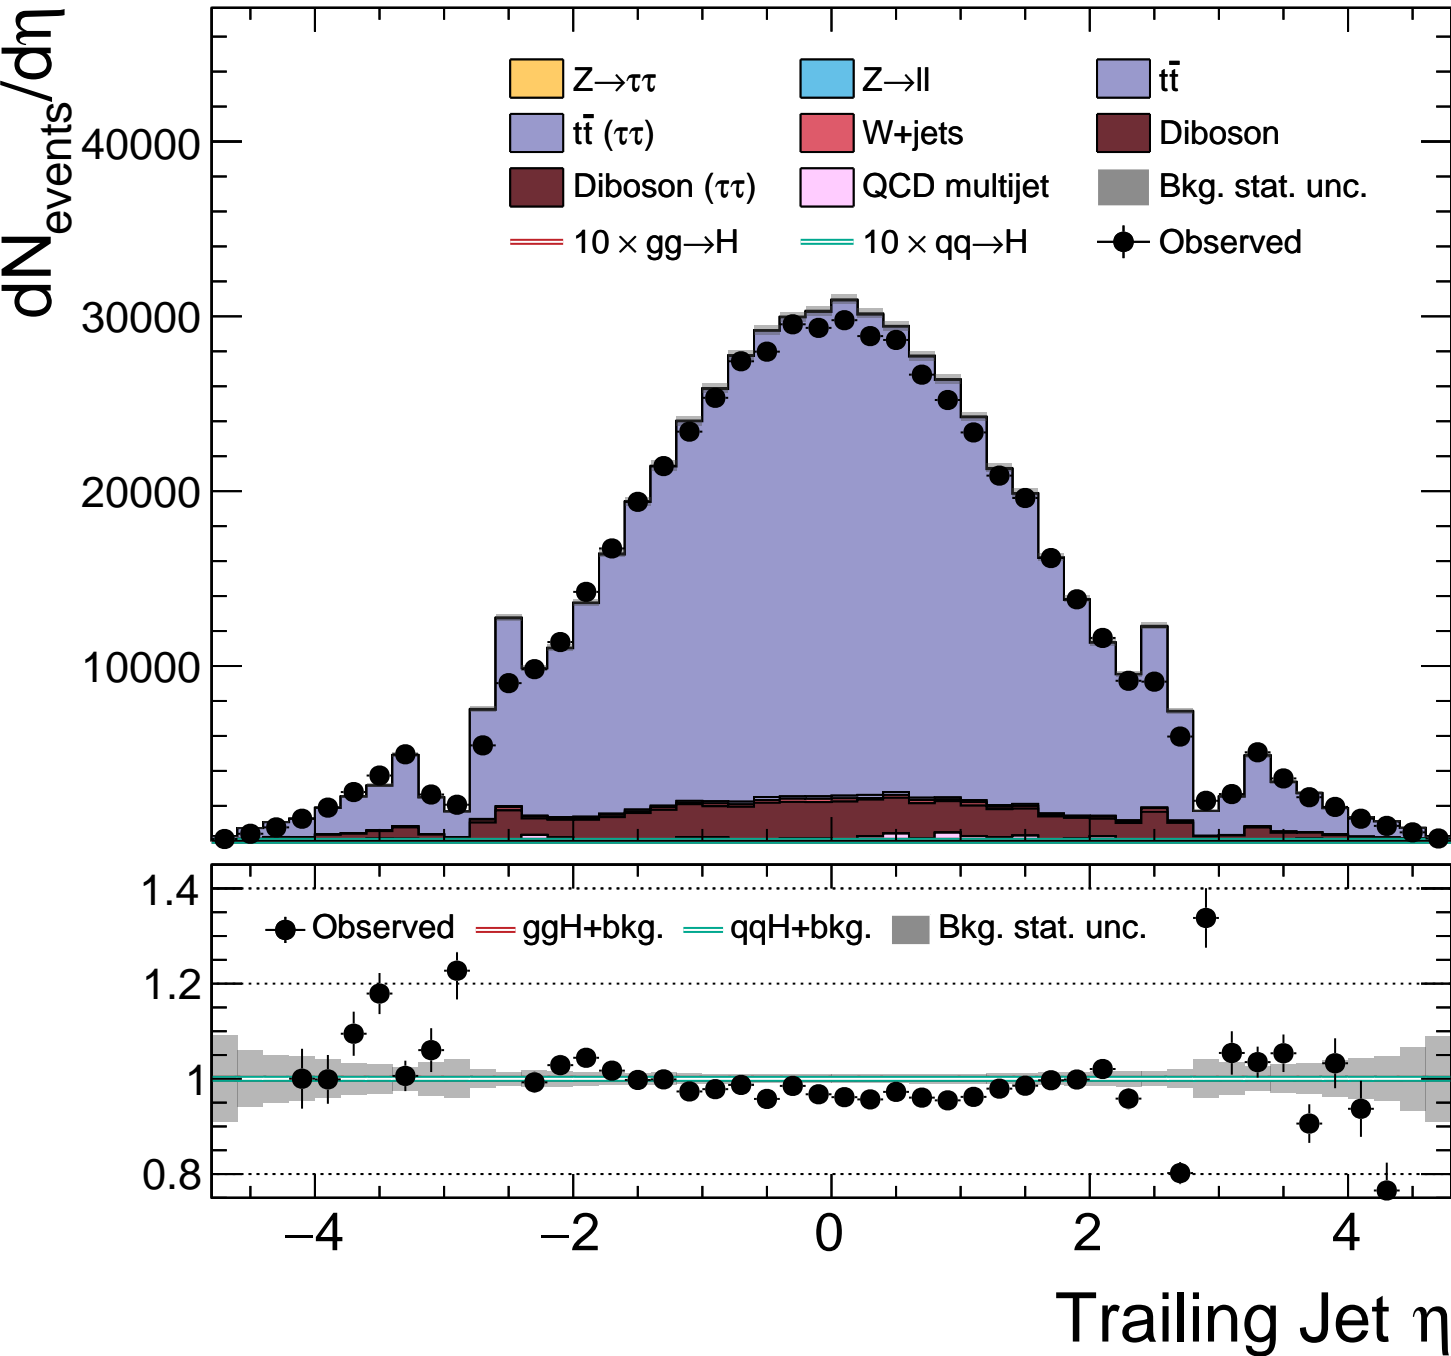 dN_events/dη
Z→ττ Z→ll tt̄
tt̄ (ττ) W+jets Diboson
Diboson (ττ) QCD multijet Bkg. stat. unc.
10 × gg→H 10 × qq→H Observed
40000
30000
20000
10000
1.4
Observed ggH+bkg. qqH+bkg. Bkg. stat. unc.
1.2
1
0.8
−4 −2 0 2 4
Trailing Jet η